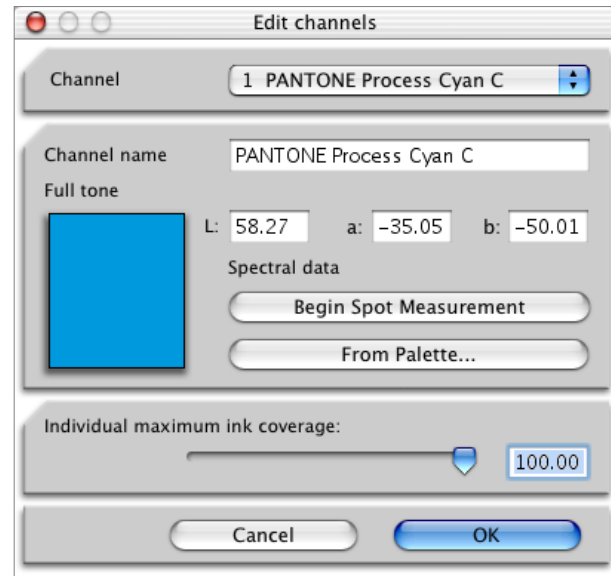 Edit channels
Channel 1 PANTONE Process Cyan C
Channel name PANTONE Process Cyan C
Full tone
L: 58.27 a: -35.05 b: -50.01
Spectral data
Begin Spot Measurement
From Palette...
Individual maximum ink coverage:
100.00
Cancel OK